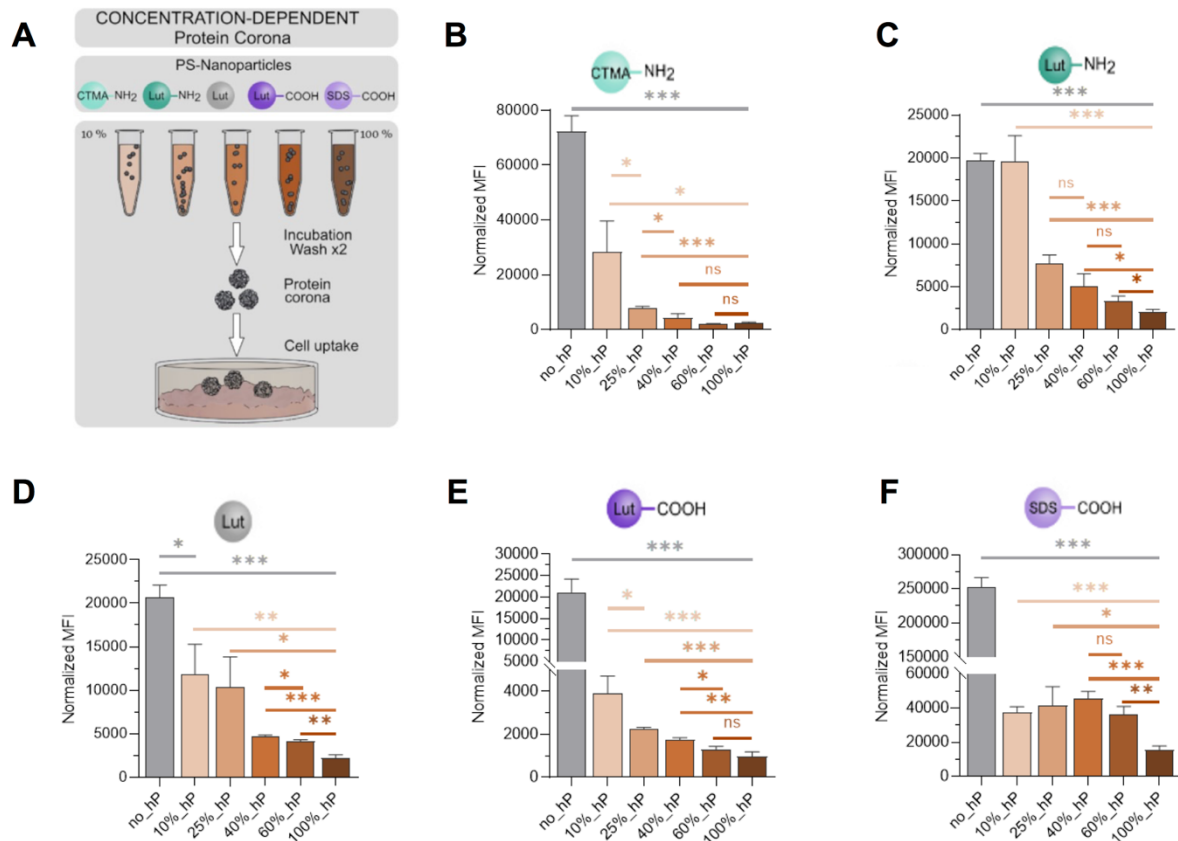 A
CONCENTRATION-DEPENDENT
Protein Corona
PS-Nanoparticles
CTMA NH₂ Lut NH₂ Lut Lut COOH SDS COOH
10 % 100 %
Incubation
Wash x2
Protein
corona
Cell uptake
B
CTMA NH₂
***
*
*
*
***
ns
ns
Normalized MFI
80000
60000
40000
20000
0
no_hP 10%_hP 25%_hP 40%_hP 60%_hP 100%_hP
C
Lut NH₂
***
***
ns
***
ns
*
*
Normalized MFI
25000
20000
15000
10000
5000
0
no_hP 10%_hP 25%_hP 40%_hP 60%_hP 100%_hP
D
Lut
*
***
**
*
*
***
**
Normalized MFI
25000
20000
15000
10000
5000
0
no_hP 10%_hP 25%_hP 40%_hP 60%_hP 100%_hP
E
Lut COOH
***
*
***
***
*
**
ns
Normalized MFI
30000
25000
20000
15000
10000
5000
4000
2000
0
no_hP 10%_hP 25%_hP 40%_hP 60%_hP 100%_hP
F
SDS COOH
***
***
*
ns
***
**
Normalized MFI
300000
250000
200000
150000
80000
60000
40000
20000
0
no_hP 10%_hP 25%_hP 40%_hP 60%_hP 100%_hP